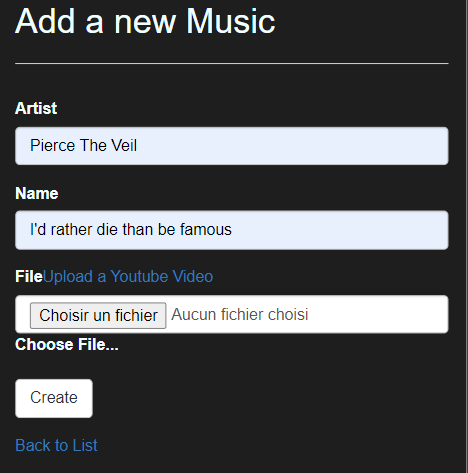 Add a new Music
Artist
Pierce The Veil
Name
I'd rather die than be famous
FileUpload a Youtube Video
Choisir un fichier Aucun fichier choisi
Choose File...
Create
Back to List